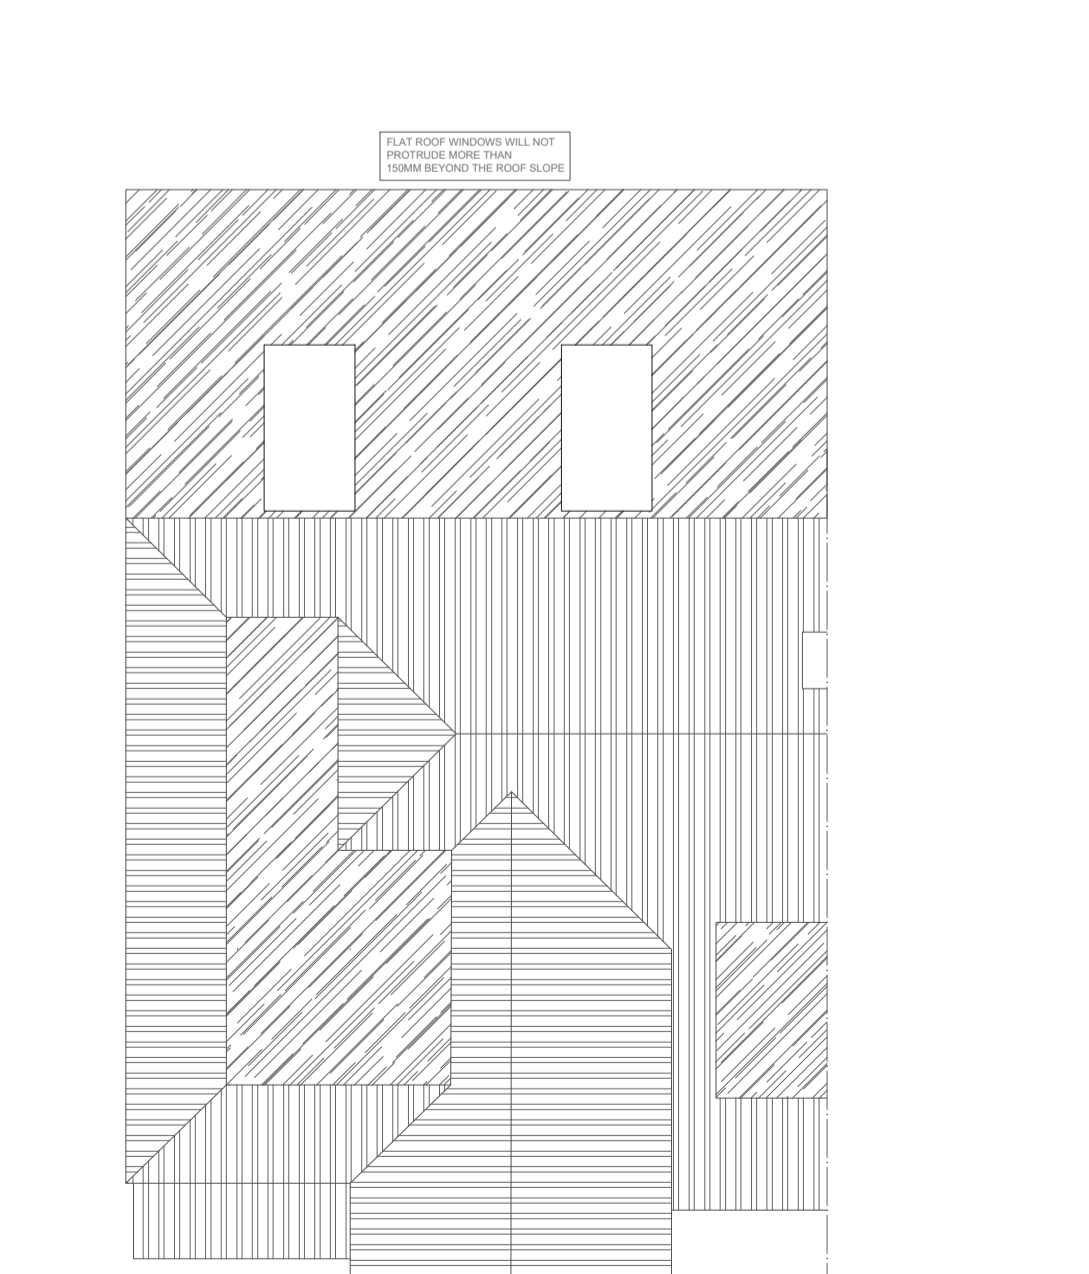 FLAT ROOF WINDOWS WILL NOT
PROTRUDE MORE THAN
150MM BEYOND THE ROOF SLOPE